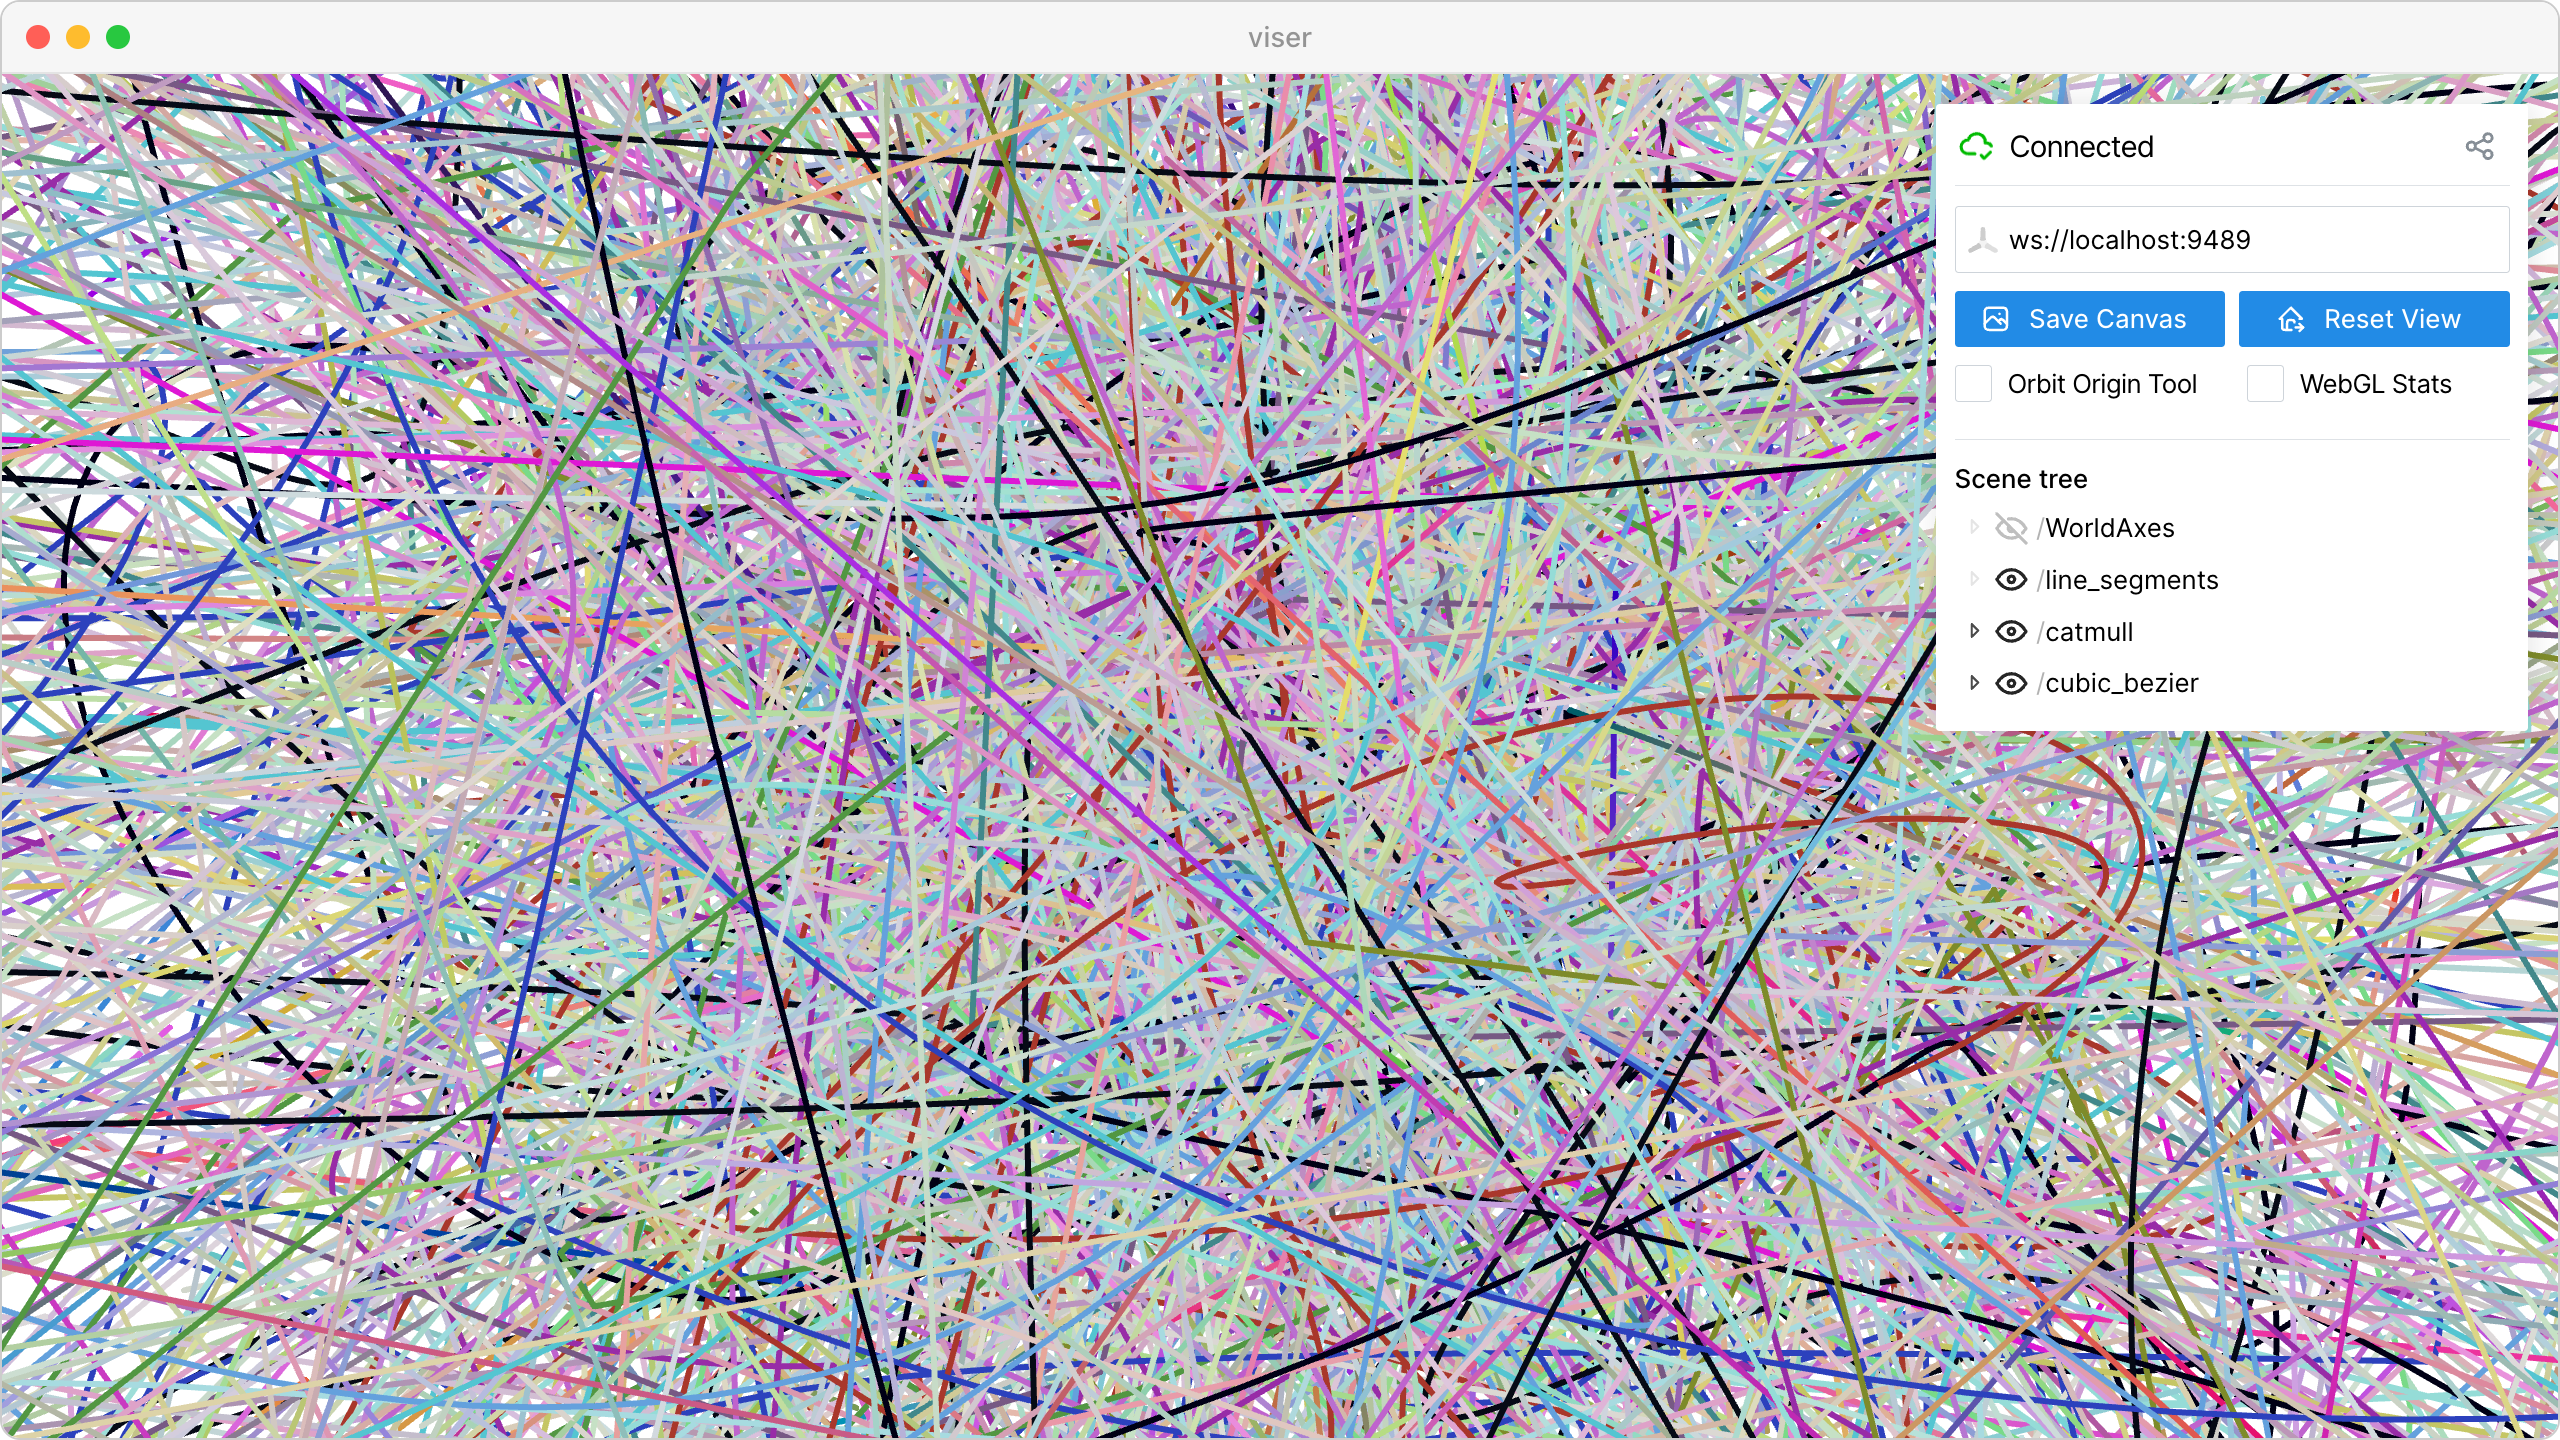 viser
Connected
ws://localhost:9489
Save Canvas
Reset View
Orbit Origin Tool
WebGL Stats
Scene tree
/WorldAxes
/line_segments
/catmull
/cubic_bezier